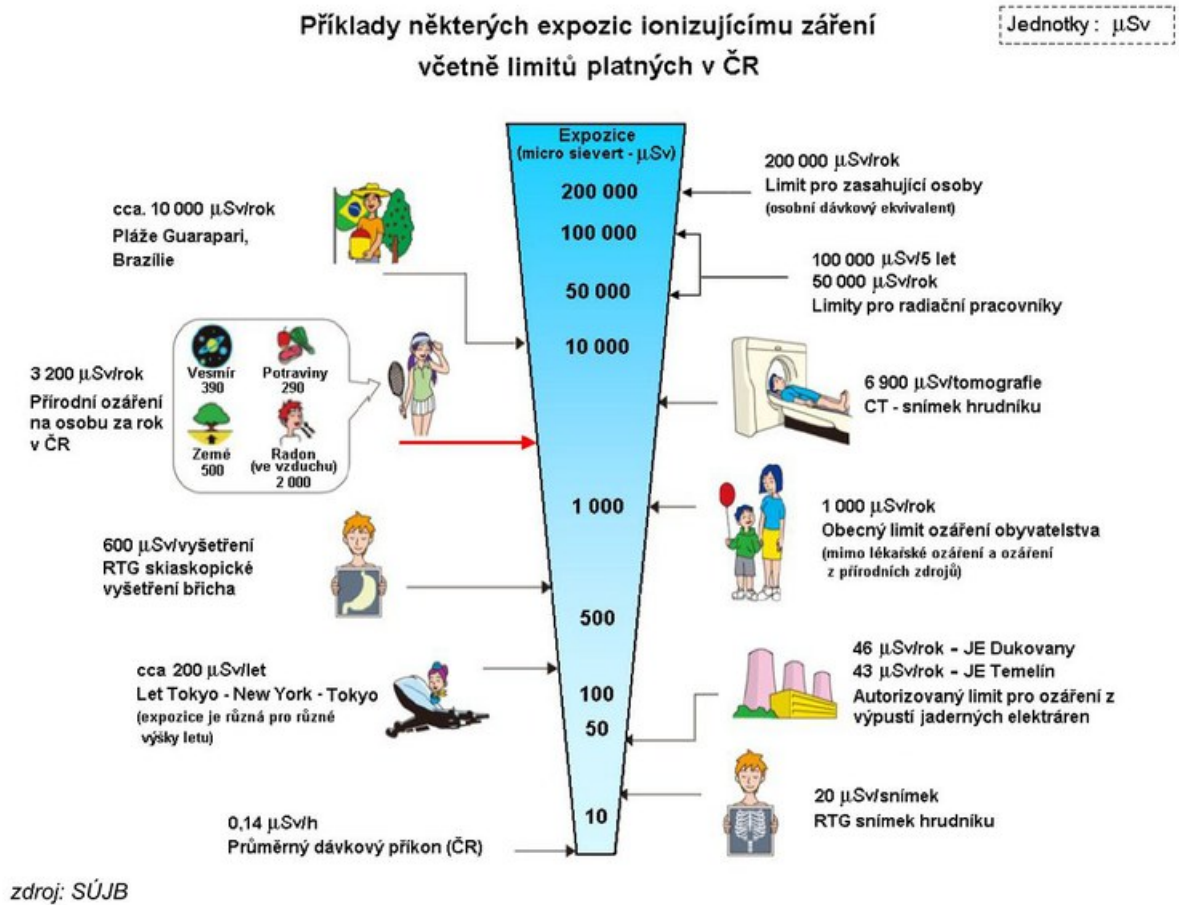 Příklady některých expozic ionizujícímu záření
včetně limitů platných v ČR
Jednotky : μSv
Expozice
(micro sievert - μSv)
200 000
100 000
50 000
10 000
1 000
500
100
50
10
cca. 10 000 μSv/rok
Pláže Guarapari,
Brazílie
3 200 μSv/rok
Přírodní ozáření
na osobu za rok
v ČR
Vesmír
390
Potraviny
290
Země
500
Radon
(ve vzduchu)
2 000
600 μSv/vyšetření
RTG skiaskopické
vyšetření břicha
cca 200 μSv/let
Let Tokyo - New York - Tokyo
(expozice je různá pro různé
výšky letu)
0,14 μSv/h
Průměrný dávkový příkon (ČR)
200 000 μSv/rok
Limit pro zasahující osoby
(osobní dávkový ekvivalent)
100 000 μSv/5 let
50 000 μSv/rok
Limity pro radiační pracovníky
6 900 μSv/tomografie
CT - snímek hrudníku
1 000 μSv/rok
Obecný limit ozáření obyvatelstva
(mimo lékařské ozáření a ozáření
z přírodních zdrojů)
46 μSv/rok - JE Dukovany
43 μSv/rok - JE Temelín
Autorizovaný limit pro ozáření z
výpustí jaderných elektráren
20 μSv/snímek
RTG snímek hrudníku
zdroj: SÚJB